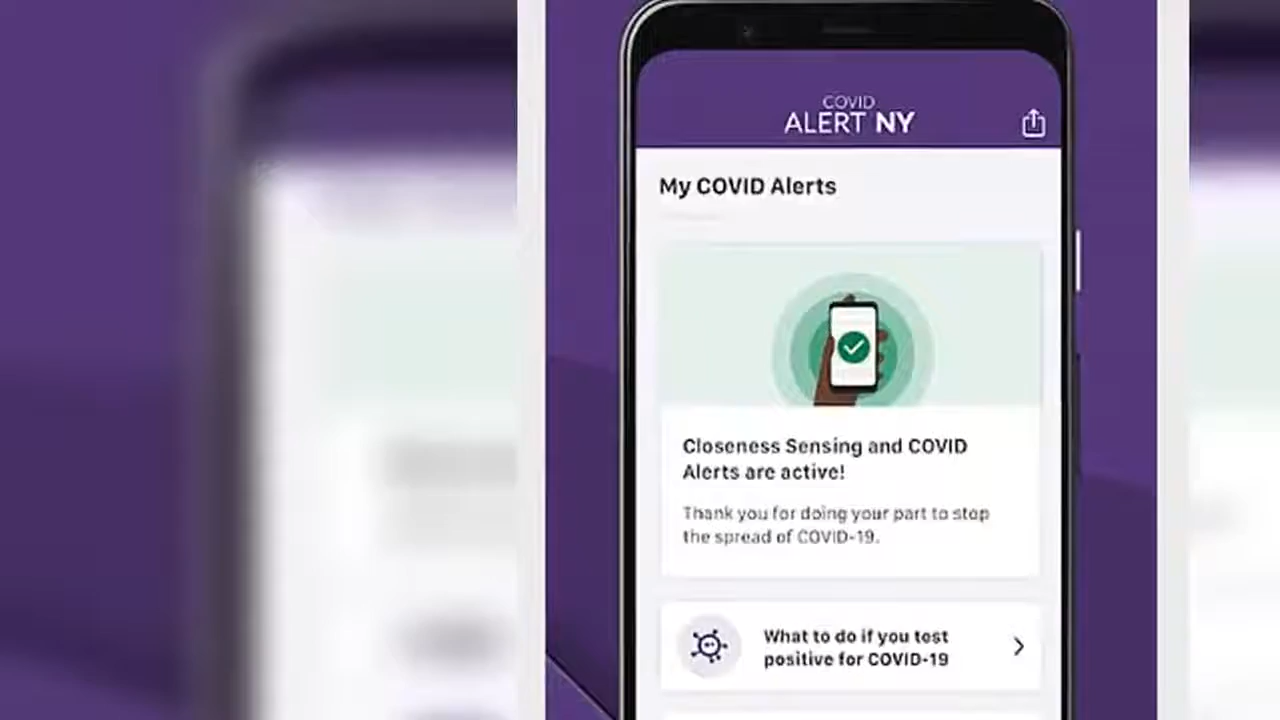 COVID
ALERT NY
My COVID Alerts
Closeness Sensing and COVID
Alerts are active!
Thank you for doing your part to stop
the spread of COVID-19.
What to do if you test
positive for COVID-19